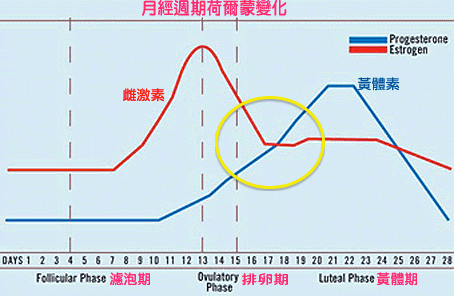 月經週期荷爾蒙變化
Progesterone
Estrogen
雌激素
黃體素
DAYS 1 2 3 4 5 6 7 8 9 10 11 12 13 14 15 16 17 18 19 20 21 22 23 24 25 26 27 28
Follicular Phase 濾泡期
Ovulatory
Phase
排卵期
Luteal Phase 黃體期